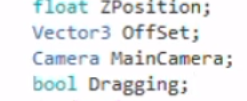 float ZPosition;
Vector3 OffSet;
Camera MainCamera;
bool Dragging;